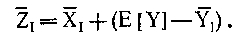 Z̄_I = X̄_I + (E [Y] − Ȳ_I) .